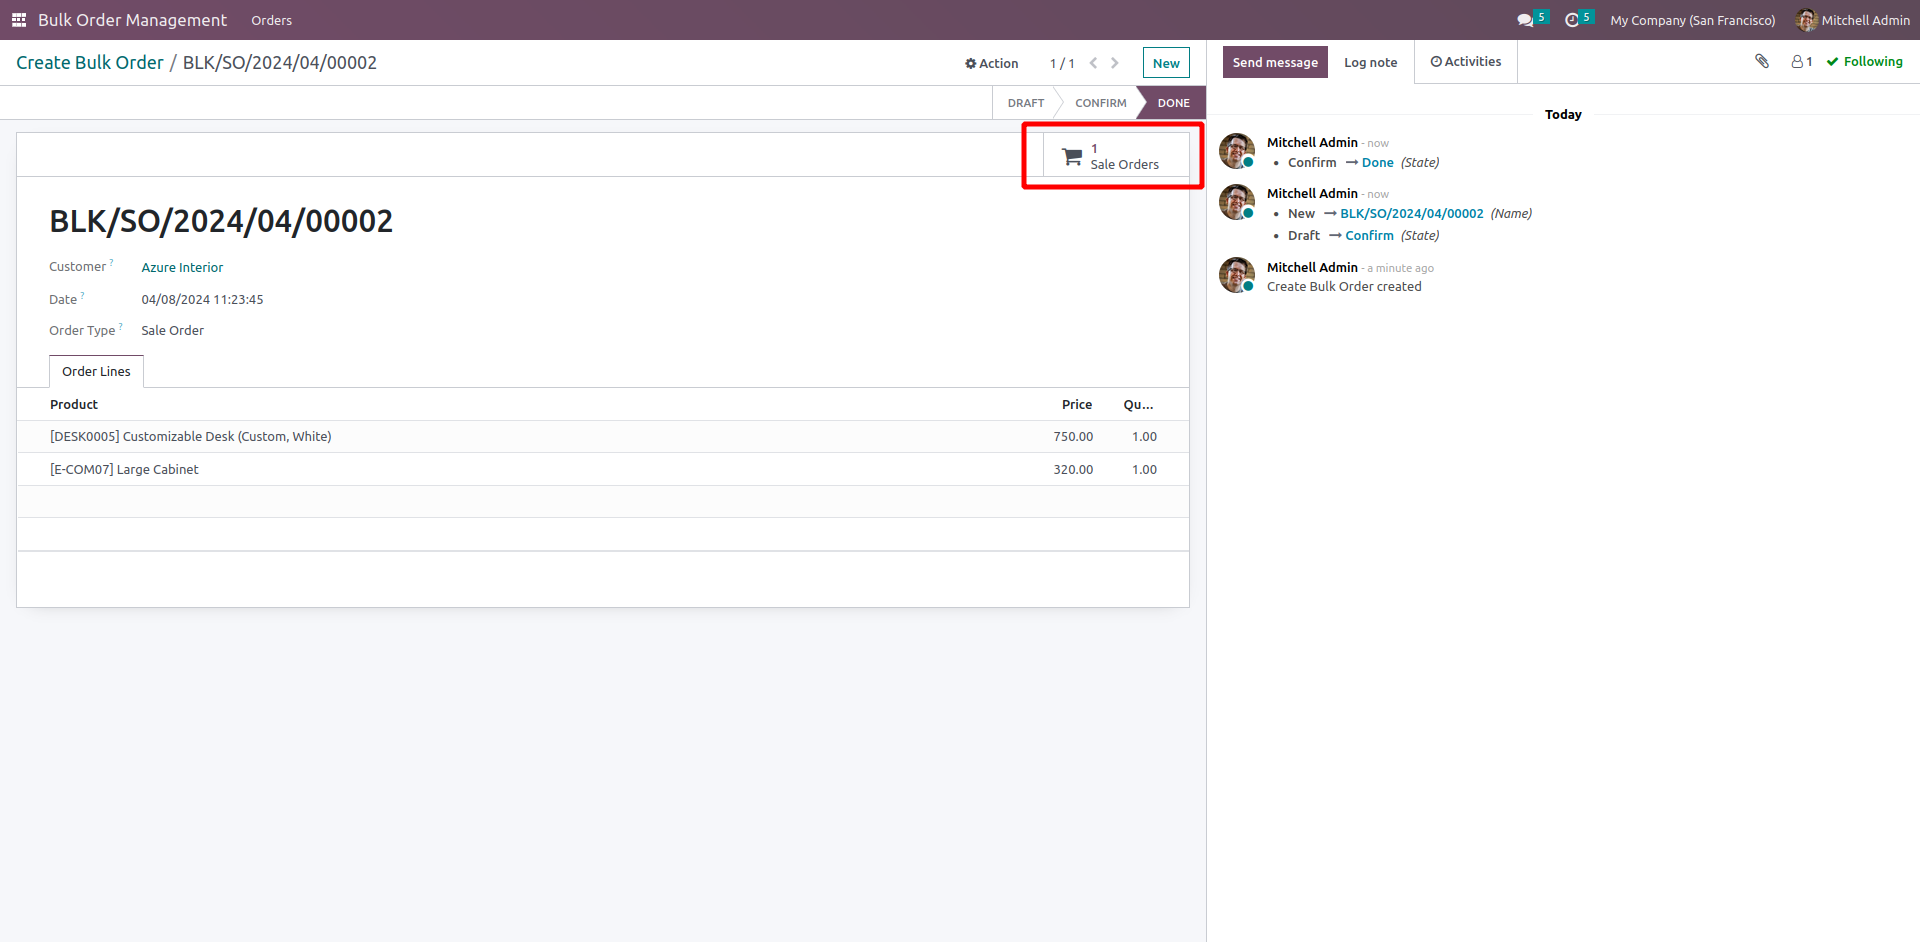 Bulk Order Management Orders 5 5 My Company (San Francisco) Mitchell Admin
Create Bulk Order / BLK/SO/2024/04/00002 Action 1 / 1 New
DRAFT CONFIRM DONE
1
Sale Orders
BLK/SO/2024/04/00002
Customer ? Azure Interior
Date ? 04/08/2024 11:23:45
Order Type ? Sale Order
Order Lines
Product Price Qu...
[DESK0005] Customizable Desk (Custom, White) 750.00 1.00
[E-COM07] Large Cabinet 320.00 1.00
Send message Log note Activities 1 Following
Today
Mitchell Admin - now
• Confirm → Done (State)
Mitchell Admin - now
• New → BLK/SO/2024/04/00002 (Name)
• Draft → Confirm (State)
Mitchell Admin - a minute ago
Create Bulk Order created